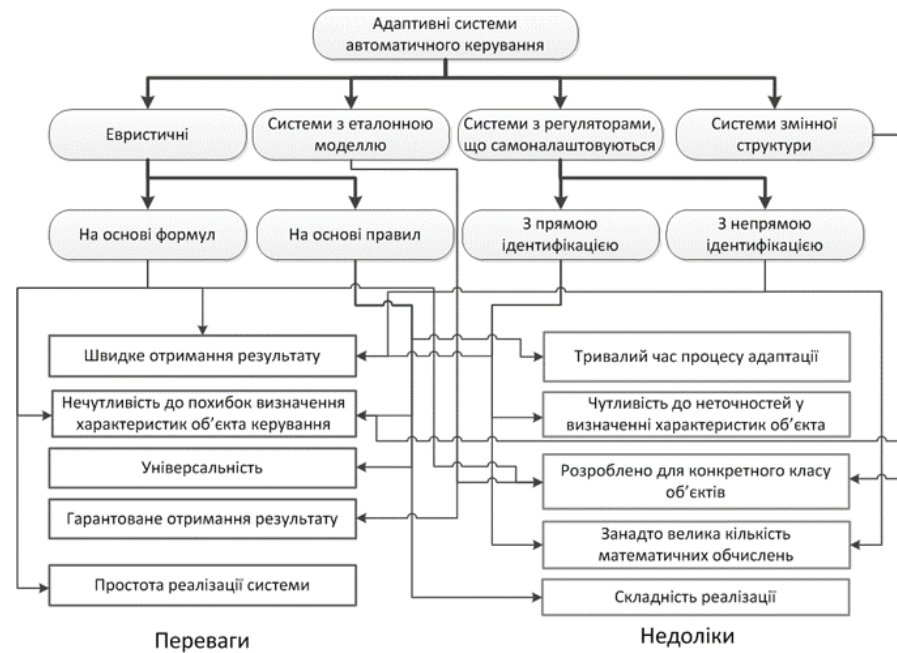 Адаптивні системи
автоматичного керування
Евристичні
Системи з еталонною
моделлю
Системи з регуляторами,
що самоналаштовуються
Системи змінної
структури
На основі формул
На основі правил
З прямою
ідентифікацією
З непрямою
ідентифікацією
Швидке отримання результату
Нечутливість до похибок визначення
характеристик об’єкта керування
Універсальність
Гарантоване отримання результату
Простота реалізації системи
Переваги
Тривалий час процесу адаптації
Чутливість до неточностей у
визначенні характеристик об’єкта
Розроблено для конкретного класу
об’єктів
Занадто велика кількість
математичних обчислень
Складність реалізації
Недоліки